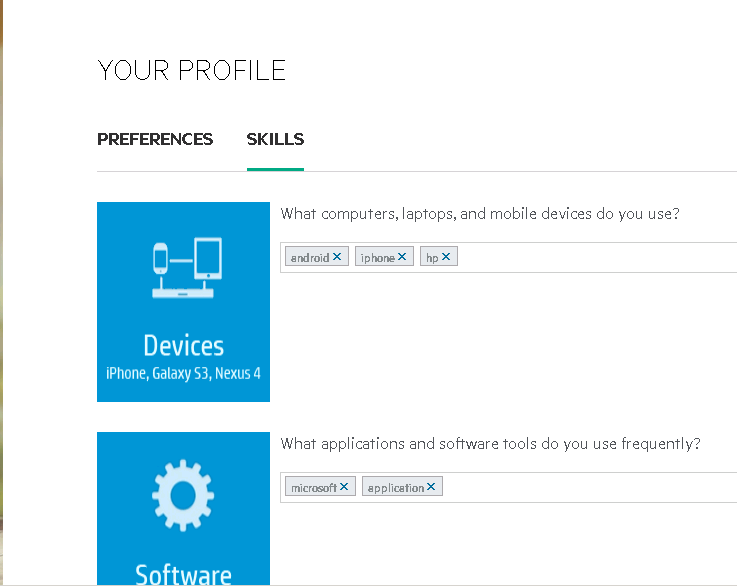 YOUR PROFILE
PREFERENCES SKILLS
What computers, laptops, and mobile devices do you use?
android × iphone × hp ×
Devices
iPhone, Galaxy S3, Nexus 4
What applications and software tools do you use frequently?
microsoft × application ×
Software